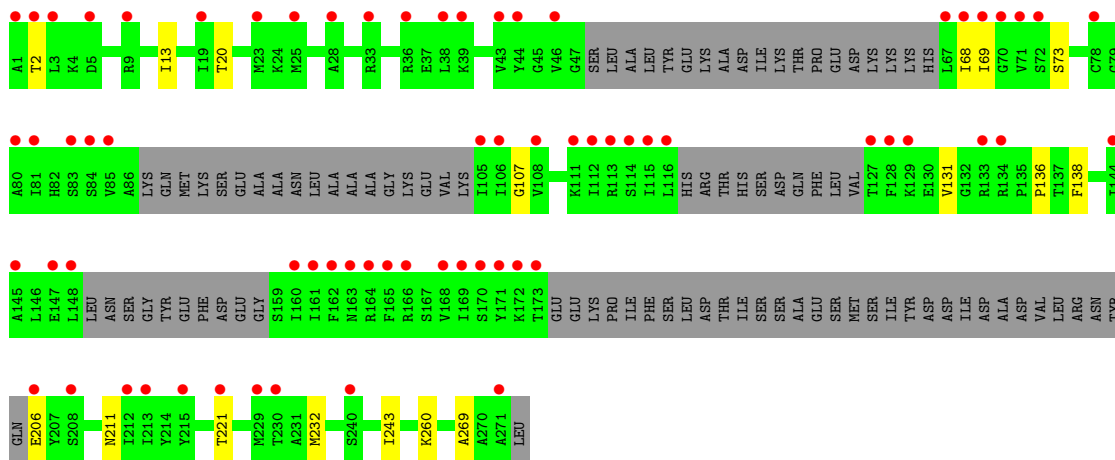 A1 T2 L3 K4 D5 R9 I13 I19 T20 M23 K24 M25 A28 R33 R36 E37 L38 K39 V43 Y44 G45 V46 G47 SER LEU ALA ALA LEU TYR GLU LYS ALA ASP ILE LYS THR PRO GLU ASP LYS LYS LYS HIS L67 I68 I69 G70 V71 S72 S73 C78 G79
A80 I81 H82 S83 S84 V85 A86 LYS GLN MET LYS SER GLU ALA ALA ASN LEU ALA ALA ALA GLY LYS GLU VAL LYS I105 I106 G107 V108 K111 I112 R113 S114 I115 L116 HIS ARG THR HIS SER ASP GLN PHE LEU VAL T127 F128 K129 E130 V131 G132 R133 R134 P135 P136 T137 F138 I144
A145 L146 E147 L148 LEU ASN SER GLY TYR GLU PHE ASP GLU GLY S159 I160 I161 F162 N163 R164 F165 R166 S167 V168 I169 S170 Y171 K172 T173 GLU GLU LYS PRO ILE PHE SER LEU ASP THR ILE SER SER ALA GLU SER MET SER ILE TYR ASP ASP ILE ASP ALA ASP VAL LEU ARG ASN TYR
GLN E206 Y207 S208 N211 I212 I213 Y214 Y215 T221 M229 T230 A231 M232 S240 I243 K260 A269 A270 A271 LEU